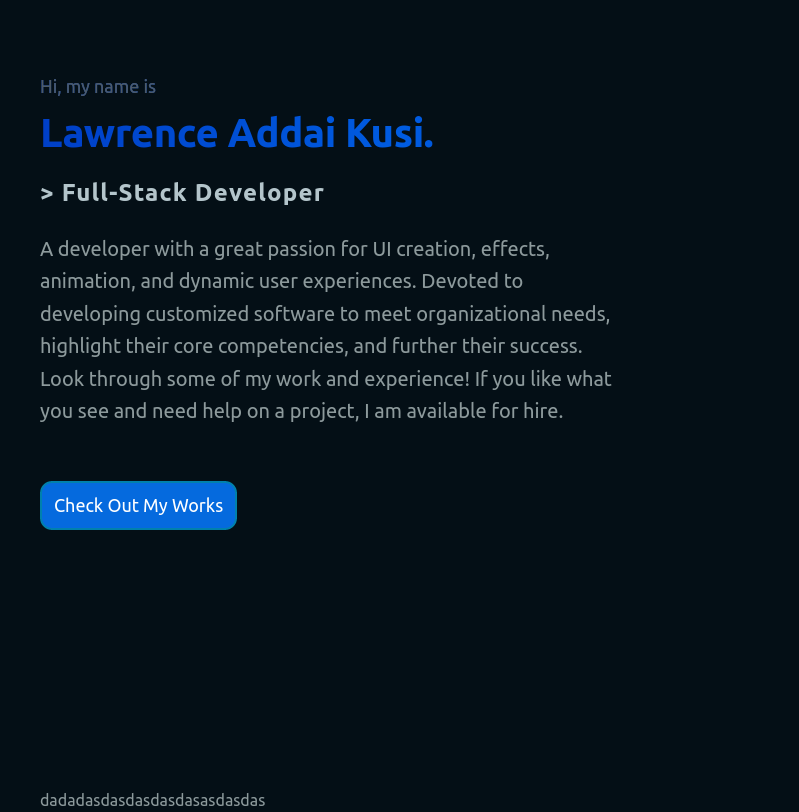 Hi, my name is
Lawrence Addai Kusi.
> Full-Stack Developer
A developer with a great passion for UI creation, effects,
animation, and dynamic user experiences. Devoted to
developing customized software to meet organizational needs,
highlight their core competencies, and further their success.
Look through some of my work and experience! If you like what
you see and need help on a project, I am available for hire.
Check Out My Works
dadadasdasdasdasdasasdasdas